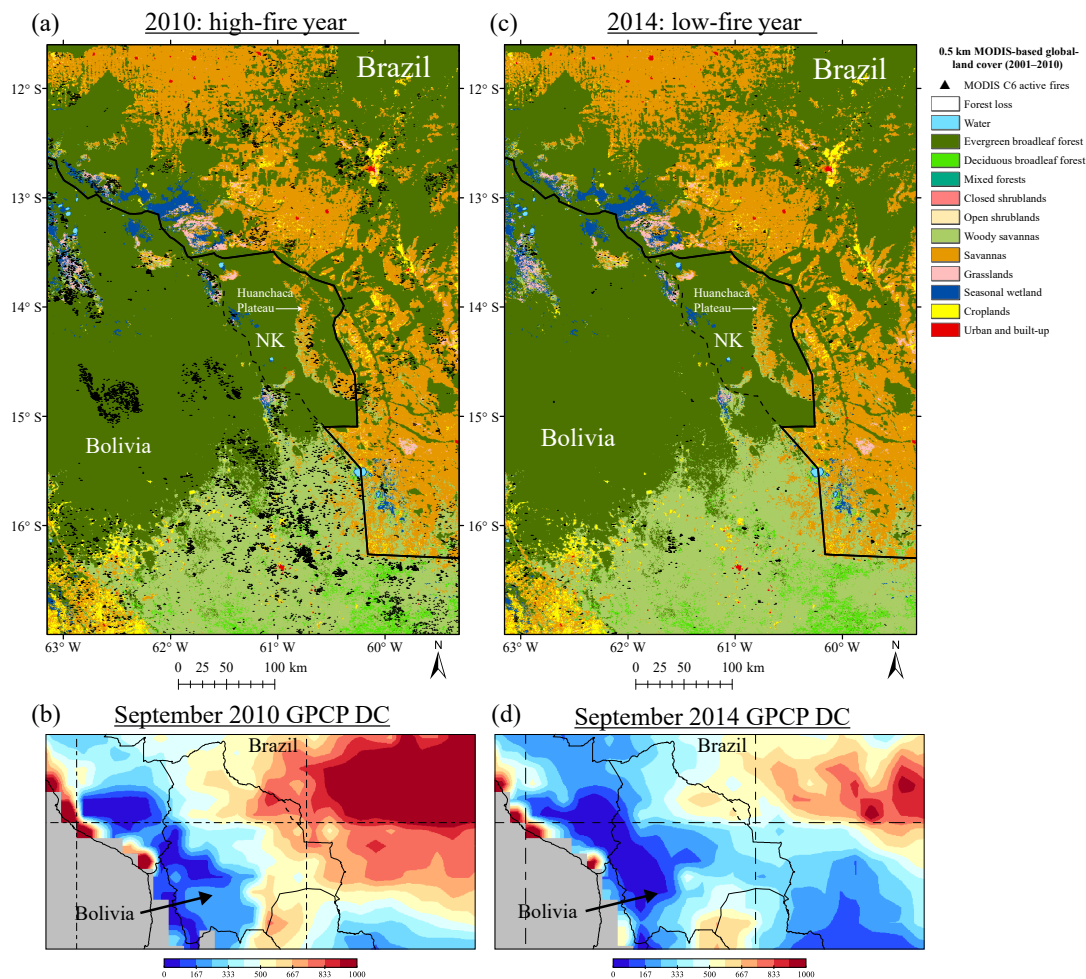 (a) 2010: high-fire year
(c) 2014: low-fire year
Brazil
12° S
13° S
14° S
15° S
16° S
Huanchaca
Plateau
NK
Bolivia
63° W 62° W 61° W 60° W
0 25 50 100 km
N
Brazil
Huanchaca
Plateau
NK
Bolivia
63° W 62° W 61° W 60° W
0 25 50 100 km
N
0.5 km MODIS-based global-
land cover (2001–2010)
MODIS C6 active fires
Forest loss
Water
Evergreen broadleaf forest
Deciduous broadleaf forest
Mixed forests
Closed shrublands
Open shrublands
Woody savannas
Savannas
Grasslands
Seasonal wetland
Croplands
Urban and built-up
(b) September 2010 GPCP DC
Brazil
Bolivia
0 167 333 500 667 833 1000
(d) September 2014 GPCP DC
Brazil
Bolivia
0 167 333 500 667 833 1000